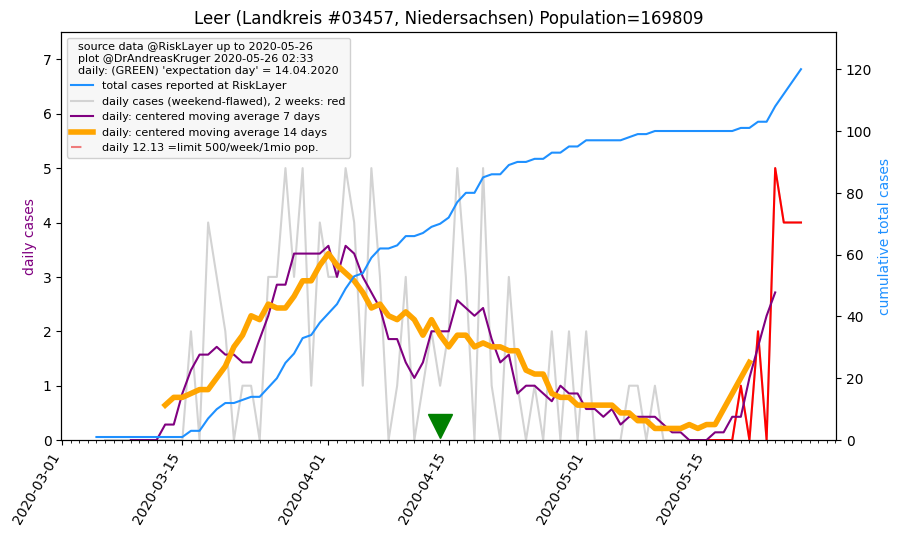 Leer (Landkreis #03457, Niedersachsen) Population=169809
source data @RiskLayer up to 2020-05-26
plot @DrAndreasKruger 2020-05-26 02:33
daily: (GREEN) 'expectation day' = 14.04.2020
total cases reported at RiskLayer
daily cases (weekend-flawed), 2 weeks: red
daily: centered moving average 7 days
daily: centered moving average 14 days
daily 12.13 =limit 500/week/1mio pop.
daily cases
7
6
5
4
3
2
1
0
120
100
80
60
40
20
0
cumulative total cases
2020-03-01
2020-03-15
2020-04-01
2020-04-15
2020-05-01
2020-05-15